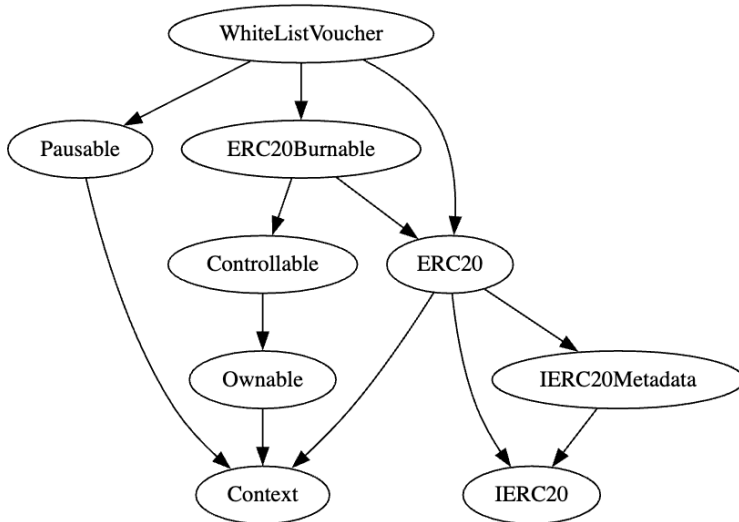 WhiteListVoucher
Pausable
ERC20Burnable
Controllable
ERC20
Ownable
IERC20Metadata
Context
IERC20